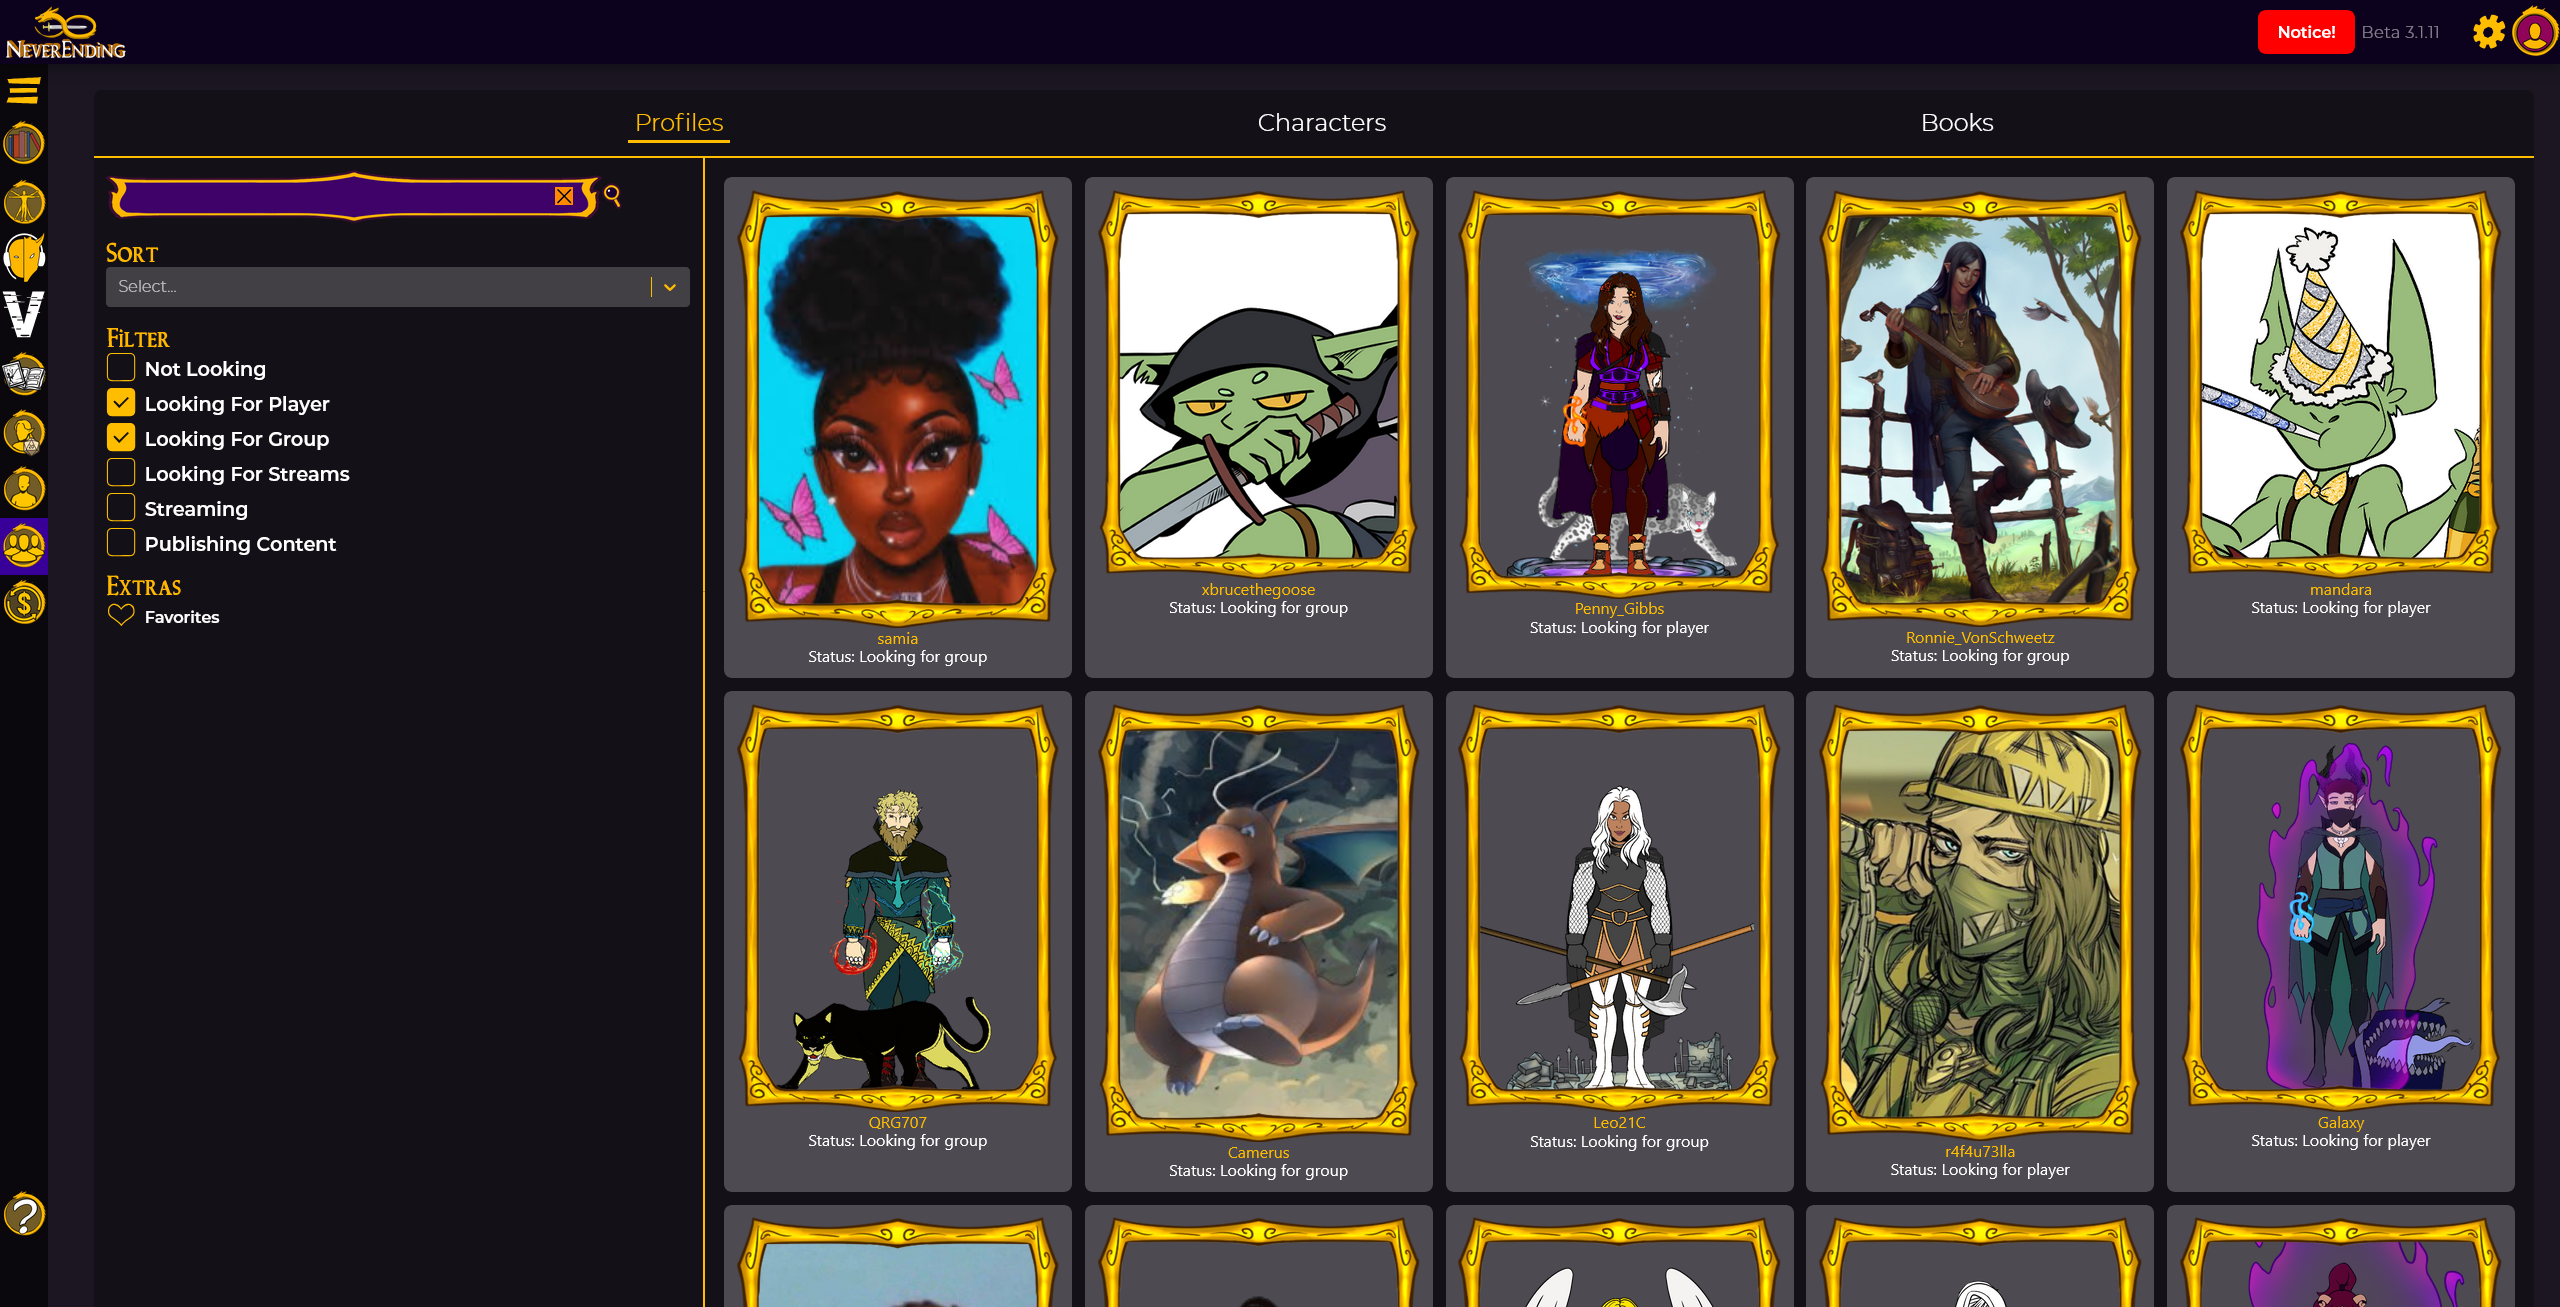 NEVERENDING
Notice!
Beta 3.1.11
Profiles
Characters
Books
SORT
Select...
FILTER
Not Looking
Looking For Player
Looking For Group
Looking For Streams
Streaming
Publishing Content
EXTRAS
Favorites
samia
Status: Looking for group
xbrucethegoose
Status: Looking for group
Penny_Gibbs
Status: Looking for player
Ronnie_VonSchweetz
Status: Looking for group
mandara
Status: Looking for player
QRG707
Status: Looking for group
Camerus
Status: Looking for group
Leo21C
Status: Looking for group
r4f4u73lla
Status: Looking for player
Galaxy
Status: Looking for player